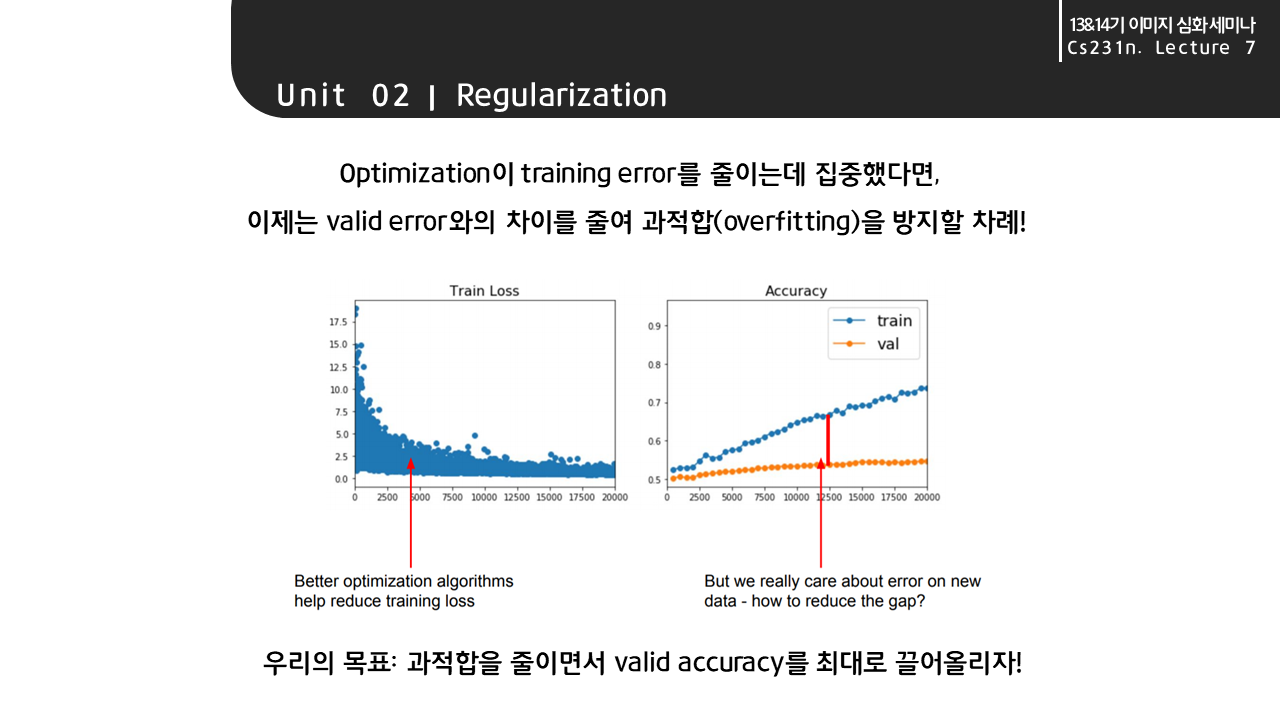 13&14기 이미지 심화세미나
Cs231n. Lecture 7
Unit 02 | Regularization
Optimization이 training error를 줄이는데 집중했다면,
이제는 valid error와의 차이를 줄여 과적합(overfitting)을 방지할 차례!
Train Loss
17.5
15.0
12.5
10.0
7.5
5.0
2.5
0.0
0 2500 5000 7500 10000 12500 15000 17500 20000
Accuracy
train
val
0.9
0.8
0.7
0.6
0.5
0 2500 5000 7500 10000 12500 15000 17500 20000
Better optimization algorithms
help reduce training loss
But we really care about error on new
data - how to reduce the gap?
우리의 목표: 과적합을 줄이면서 valid accuracy를 최대로 끌어올리자!